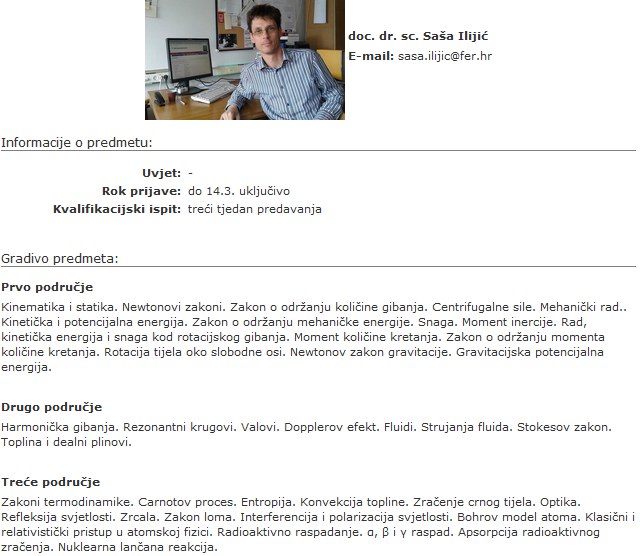 doc. dr. sc. Saša Ilijić
E-mail: sasa.ilijic@fer.hr
Informacije o predmetu:
Uvjet: -
Rok prijave: do 14.3. uključivo
Kvalifikacijski ispit: treći tjedan predavanja
Gradivo predmeta:
Prvo područje
Kinematika i statika. Newtonovi zakoni. Zakon o održanju količine gibanja. Centrifugalne sile. Mehanički rad..
Kinetička i potencijalna energija. Zakon o održanju mehaničke energije. Snaga. Moment inercije. Rad,
kinetička energija i snaga kod rotacijskog gibanja. Moment količine kretanja. Zakon o održanju momenta
količine kretanja. Rotacija tijela oko slobodne osi. Newtonov zakon gravitacije. Gravitacijska potencijalna
energija.
Drugo područje
Harmonička gibanja. Rezonantni krugovi. Valovi. Dopplerov efekt. Fluidi. Strujanja fluida. Stokesov zakon.
Toplina i dealni plinovi.
Treće područje
Zakoni termodinamike. Carnotov proces. Entropija. Konvekcija topline. Zračenje crnog tijela. Optika.
Refleksija svjetlosti. Zrcala. Zakon loma. Interferencija i polarizacija svjetlosti. Bohrov model atoma. Klasični i
relativistički pristup u atomskoj fizici. Radioaktivno raspadanje. α, β i γ raspad. Apsorpcija radioaktivnog
zračenja. Nuklearna lančana reakcija.